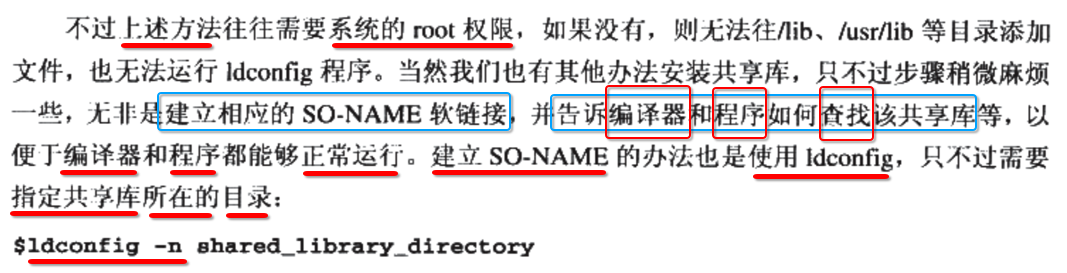 不过上述方法往往需要系统的 root 权限，如果没有，则无法往/lib、/usr/lib 等目录添加
文件，也无法运行 ldconfig 程序。当然我们也有其他办法安装共享库，只不过步骤稍微麻烦
一些，无非是建立相应的 SO-NAME 软链接，并告诉编译器和程序如何查找该共享库等，以
便于编译器和程序都能够正常运行。建立 SO-NAME 的办法也是使用 ldconfig，只不过需要
指定共享库所在的目录：
$ldconfig -n shared_library_directory